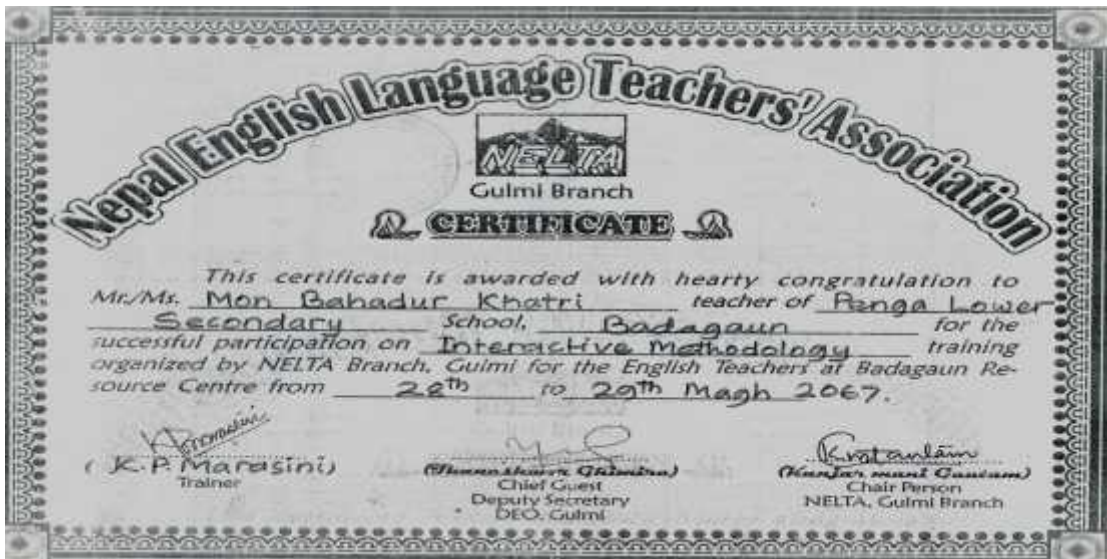 Nepal English Language Teachers' Association
NELTA
Gulmi Branch
CERTIFICATE
This certificate is awarded with hearty congratulation to
Mr./Ms. Mon Bahadur Khatri teacher of Panga Lower
Secondary School, Badagaun for the
successful participation on Interactive Methodology training
organized by NELTA Branch, Gulmi for the English Teachers at Badagaun Re-
source Centre from 28th to 29th Magh 2067.
(K.P. Marasini)
Trainer
Ghimire)
Chief Guest
Deputy Secretary
DEO, Gulmi
mani Gautam)
Chair Person
NELTA, Gulmi Branch